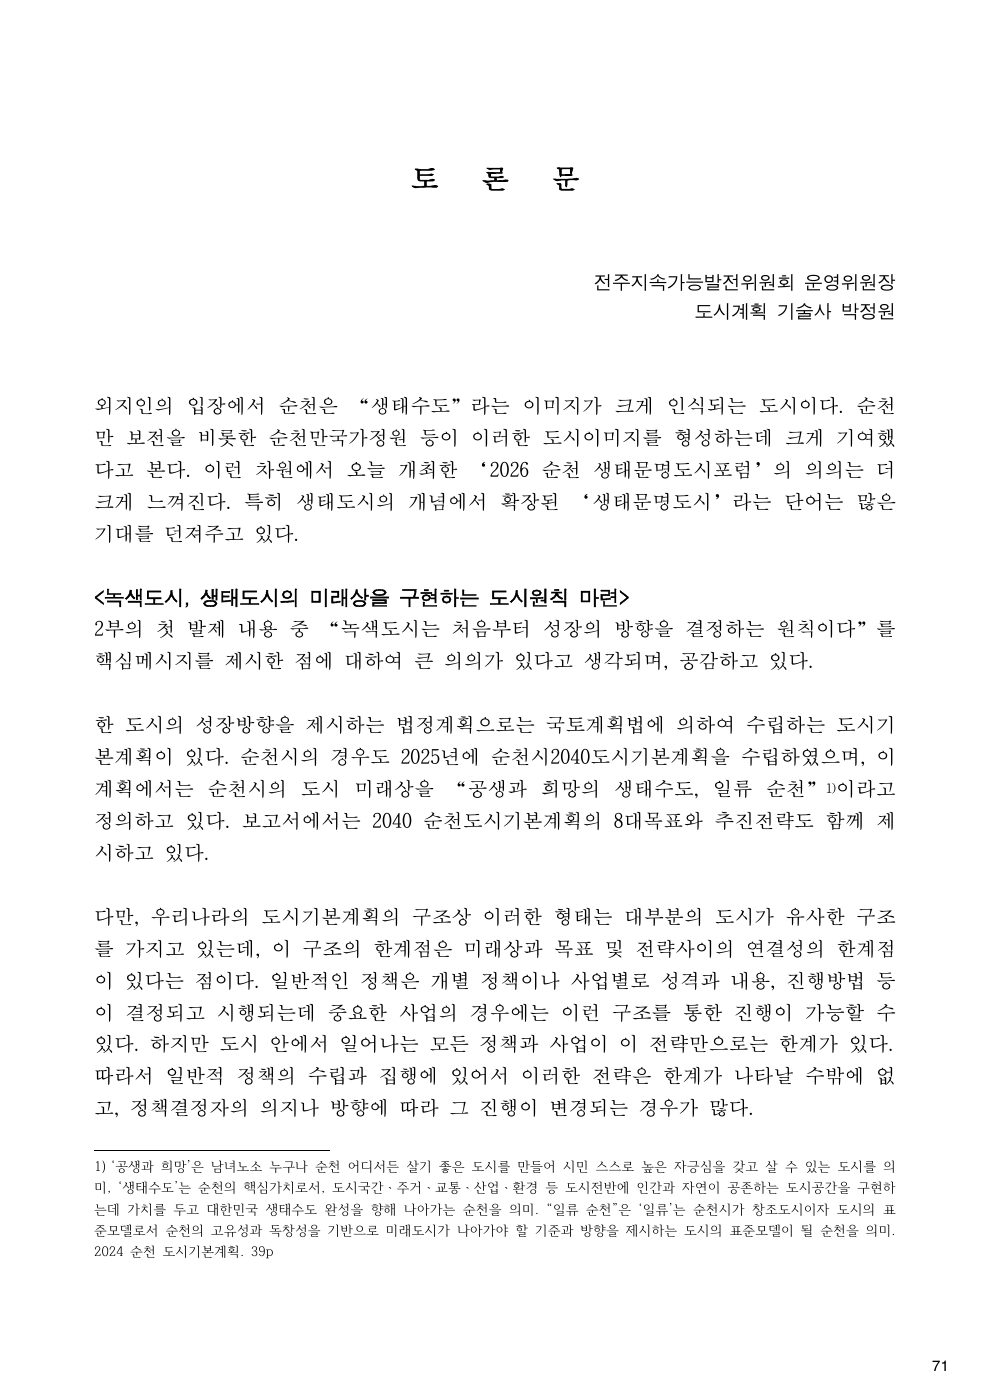 토 론 문
전주지속가능발전위원회 운영위원장
도시계획 기술사 박정원
외지인의 입장에서 순천은 “생태수도”라는 이미지가 크게 인식되는 도시이다. 순천
만 보전을 비롯한 순천만국가정원 등이 이러한 도시이미지를 형성하는데 크게 기여했
다고 본다. 이런 차원에서 오늘 개최한 ‘2026 순천 생태문명도시포럼’의 의의는 더
크게 느껴진다. 특히 생태도시의 개념에서 확장된 ‘생태문명도시’라는 단어는 많은
기대를 던져주고 있다.
<녹색도시, 생태도시의 미래상을 구현하는 도시원칙 마련>
2부의 첫 발제 내용 중 “녹색도시는 처음부터 성장의 방향을 결정하는 원칙이다”를
핵심메시지를 제시한 점에 대하여 큰 의의가 있다고 생각되며, 공감하고 있다.
한 도시의 성장방향을 제시하는 법정계획으로는 국토계획법에 의하여 수립하는 도시기
본계획이 있다. 순천시의 경우도 2025년에 순천시2040도시기본계획을 수립하였으며, 이
계획에서는 순천시의 도시 미래상을 “공생과 희망의 생태수도, 일류 순천”1)이라고
정의하고 있다. 보고서에서는 2040 순천도시기본계획의 8대목표와 추진전략도 함께 제
시하고 있다.
다만, 우리나라의 도시기본계획의 구조상 이러한 형태는 대부분의 도시가 유사한 구조
를 가지고 있는데, 이 구조의 한계점은 미래상과 목표 및 전략사이의 연결성의 한계점
이 있다는 점이다. 일반적인 정책은 개별 정책이나 사업별로 성격과 내용, 진행방법 등
이 결정되고 시행되는데 중요한 사업의 경우에는 이런 구조를 통한 진행이 가능할 수
있다. 하지만 도시 안에서 일어나는 모든 정책과 사업이 이 전략만으로는 한계가 있다.
따라서 일반적 정책의 수립과 집행에 있어서 이러한 전략은 한계가 나타날 수밖에 없
고, 정책결정자의 의지나 방향에 따라 그 진행이 변경되는 경우가 많다.
1) ‘공생과 희망’은 남녀노소 누구나 순천 어디서든 살기 좋은 도시를 만들어 시민 스스로 높은 자긍심을 갖고 살 수 있는 도시를 의
미, ‘생태수도’는 순천의 핵심가치로서, 도시국간ㆍ주거ㆍ교통ㆍ산업ㆍ환경 등 도시전반에 인간과 자연이 공존하는 도시공간을 구현하
는데 가치를 두고 대한민국 생태수도 완성을 향해 나아가는 순천을 의미. “일류 순천”은 ‘일류’는 순천시가 창조도시이자 도시의 표
준모델로서 순천의 고유성과 독창성을 기반으로 미래도시가 나아가야 할 기준과 방향을 제시하는 도시의 표준모델이 될 순천을 의미.
2024 순천 도시기본계획. 39p
71